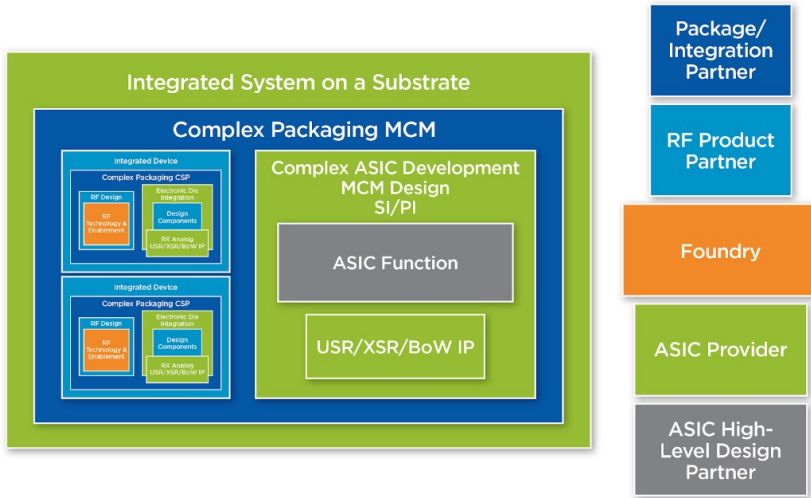 Integrated System on a Substrate
Complex Packaging MCM
Integrated Device
Complex Packaging CSP
RF Design
RF
Technology &
Enablement
Electronic Die
Integration
Design
Components
RX Analog
USR/XSR/BoW IP
Integrated Device
Complex Packaging CSP
RF Design
RF
Technology &
Enablement
Electronic Die
Integration
Design
Components
RX Analog
USR/XSR/BoW IP
Complex ASIC Development
MCM Design
SI/PI
ASIC Function
USR/XSR/BoW IP
Package/
Integration
Partner
RF Product
Partner
Foundry
ASIC Provider
ASIC High-
Level Design
Partner